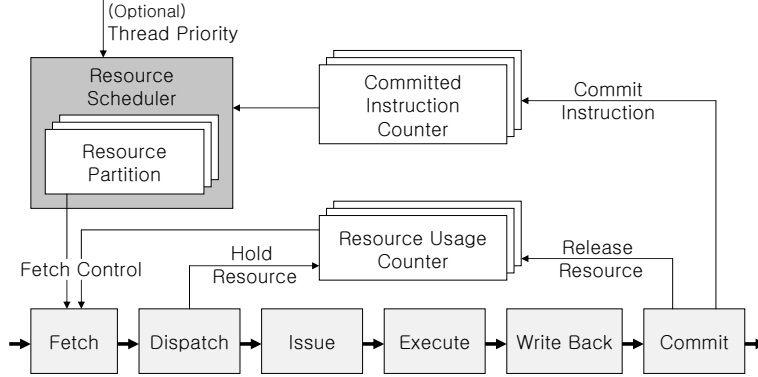 (Optional)
Thread Priority
Resource
Scheduler
Resource
Partition
Committed
Instruction
Counter
Commit
Instruction
Resource Usage
Counter
Hold
Resource
Release
Resource
Fetch Control
Fetch
Dispatch
Issue
Execute
Write Back
Commit